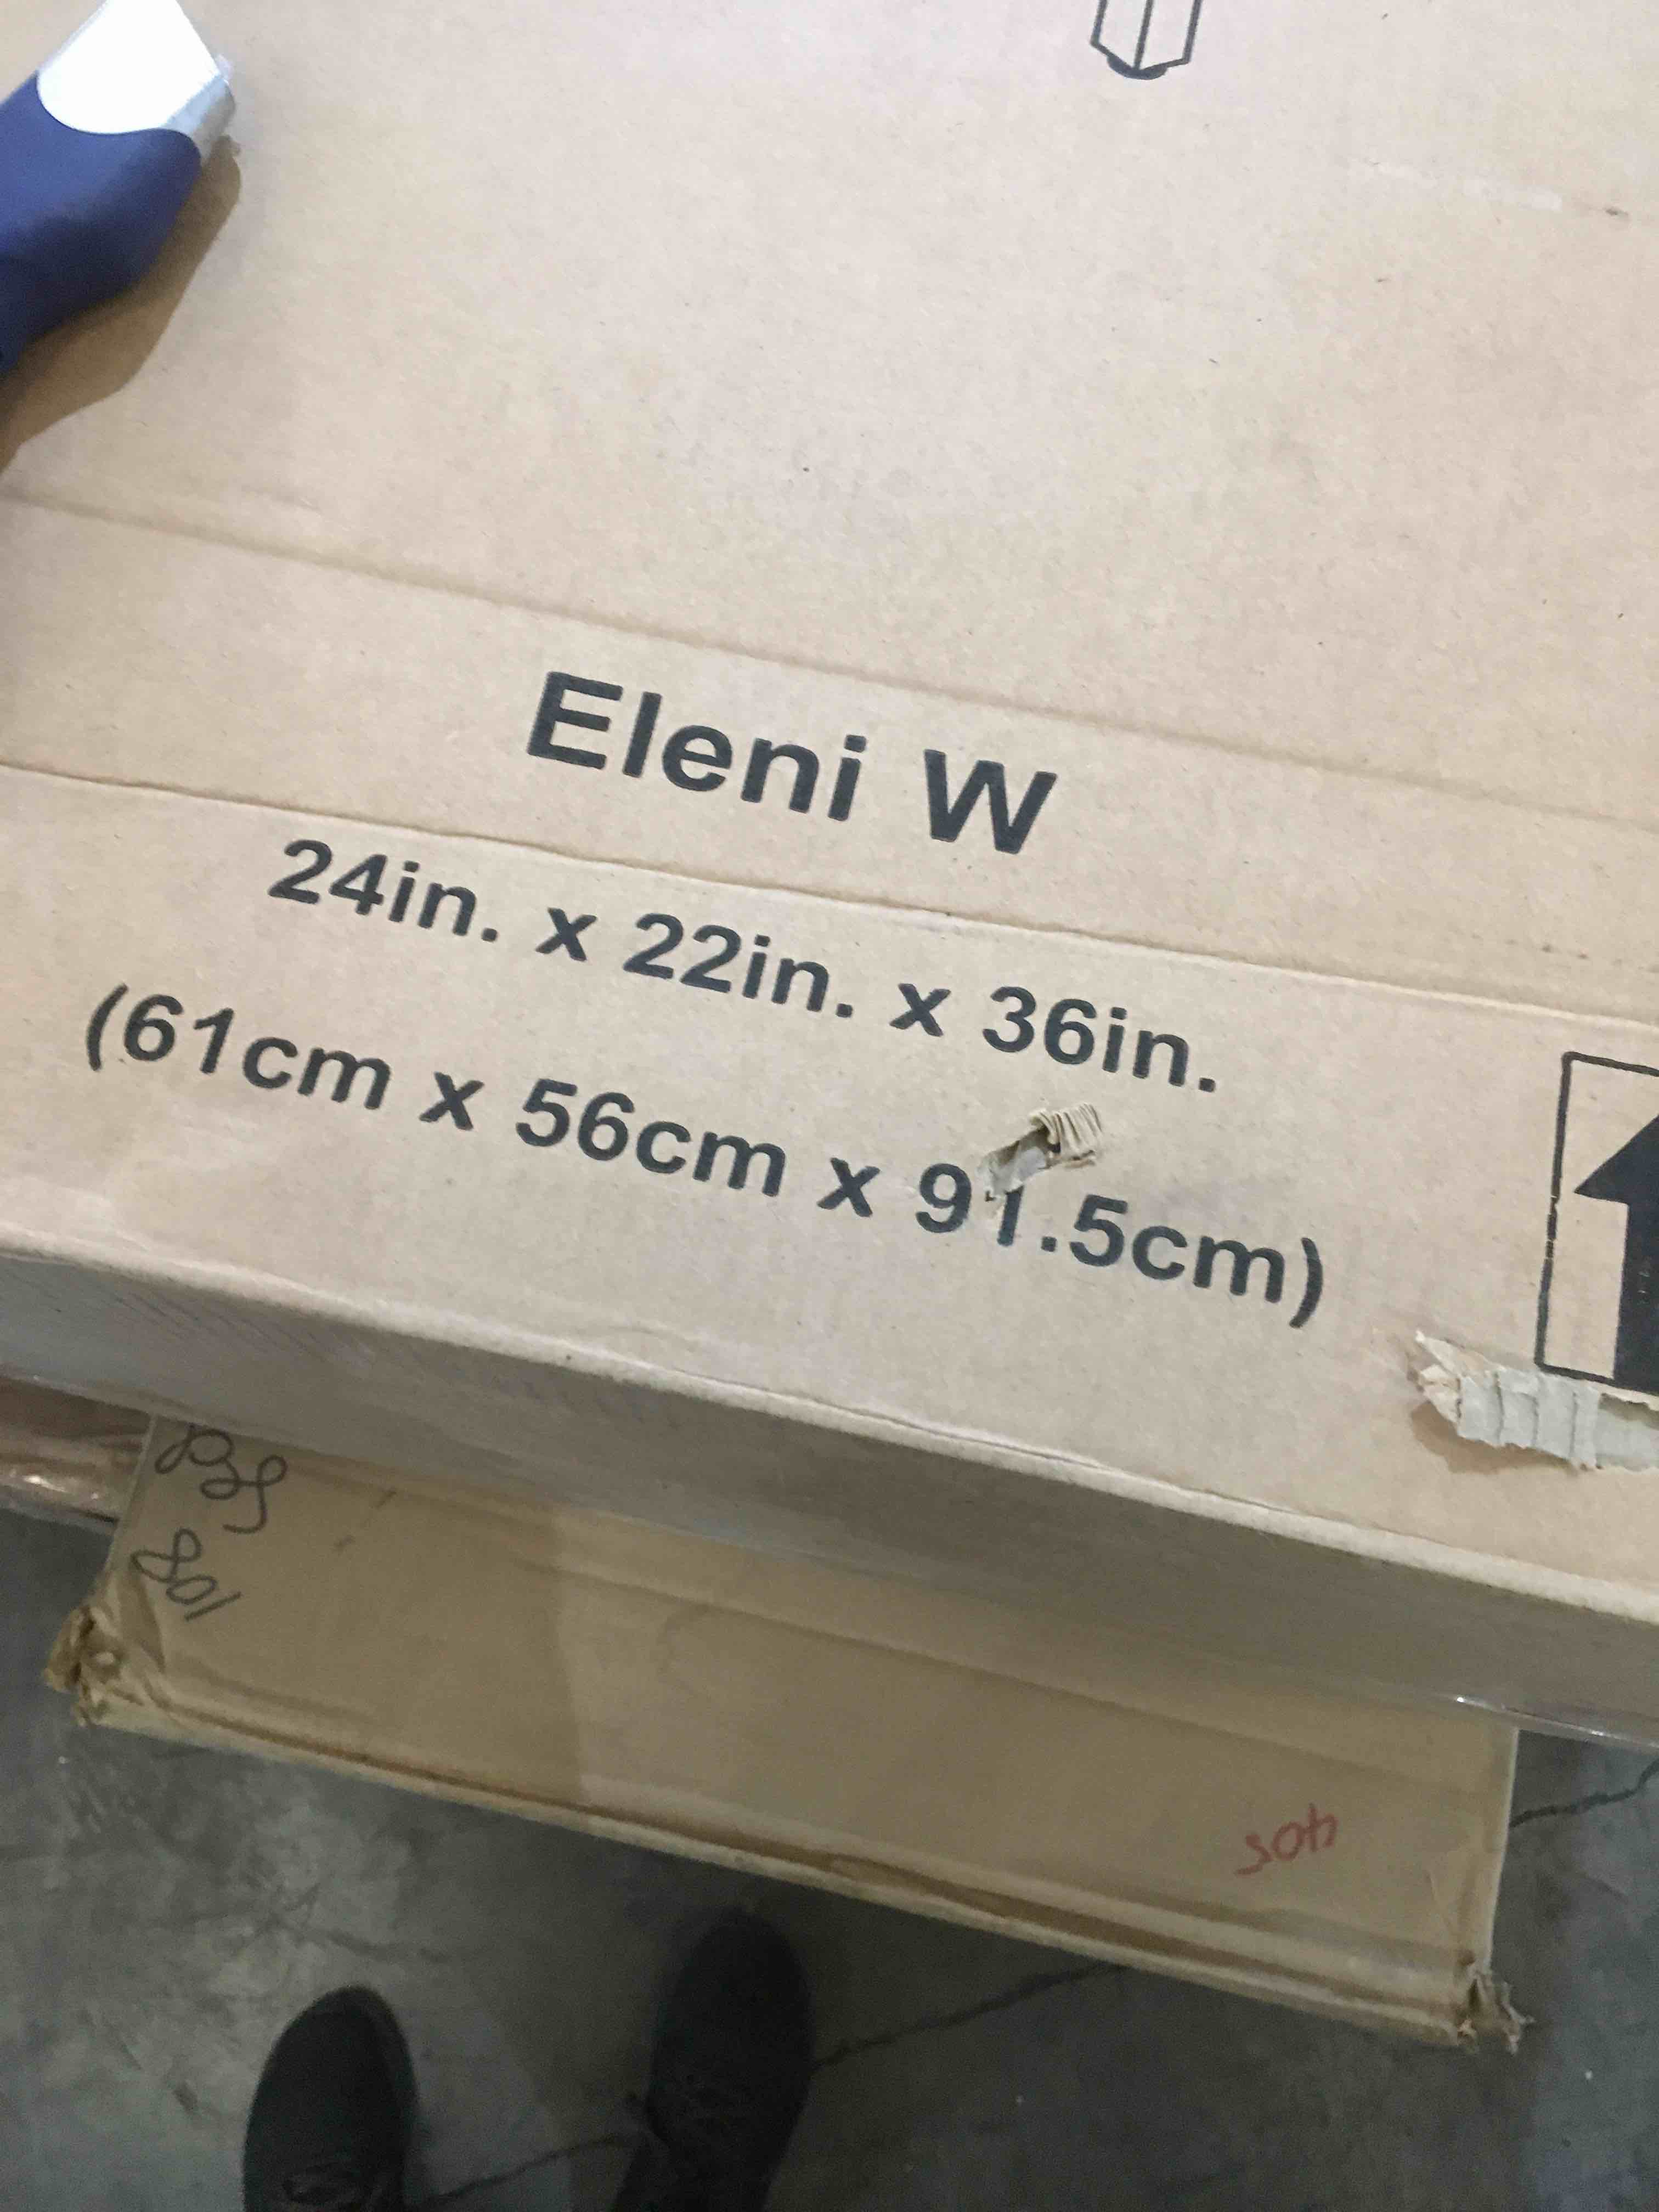 Eleni W
24in. x 22in. x 36in.
(61cm x 56cm x 91.5cm)